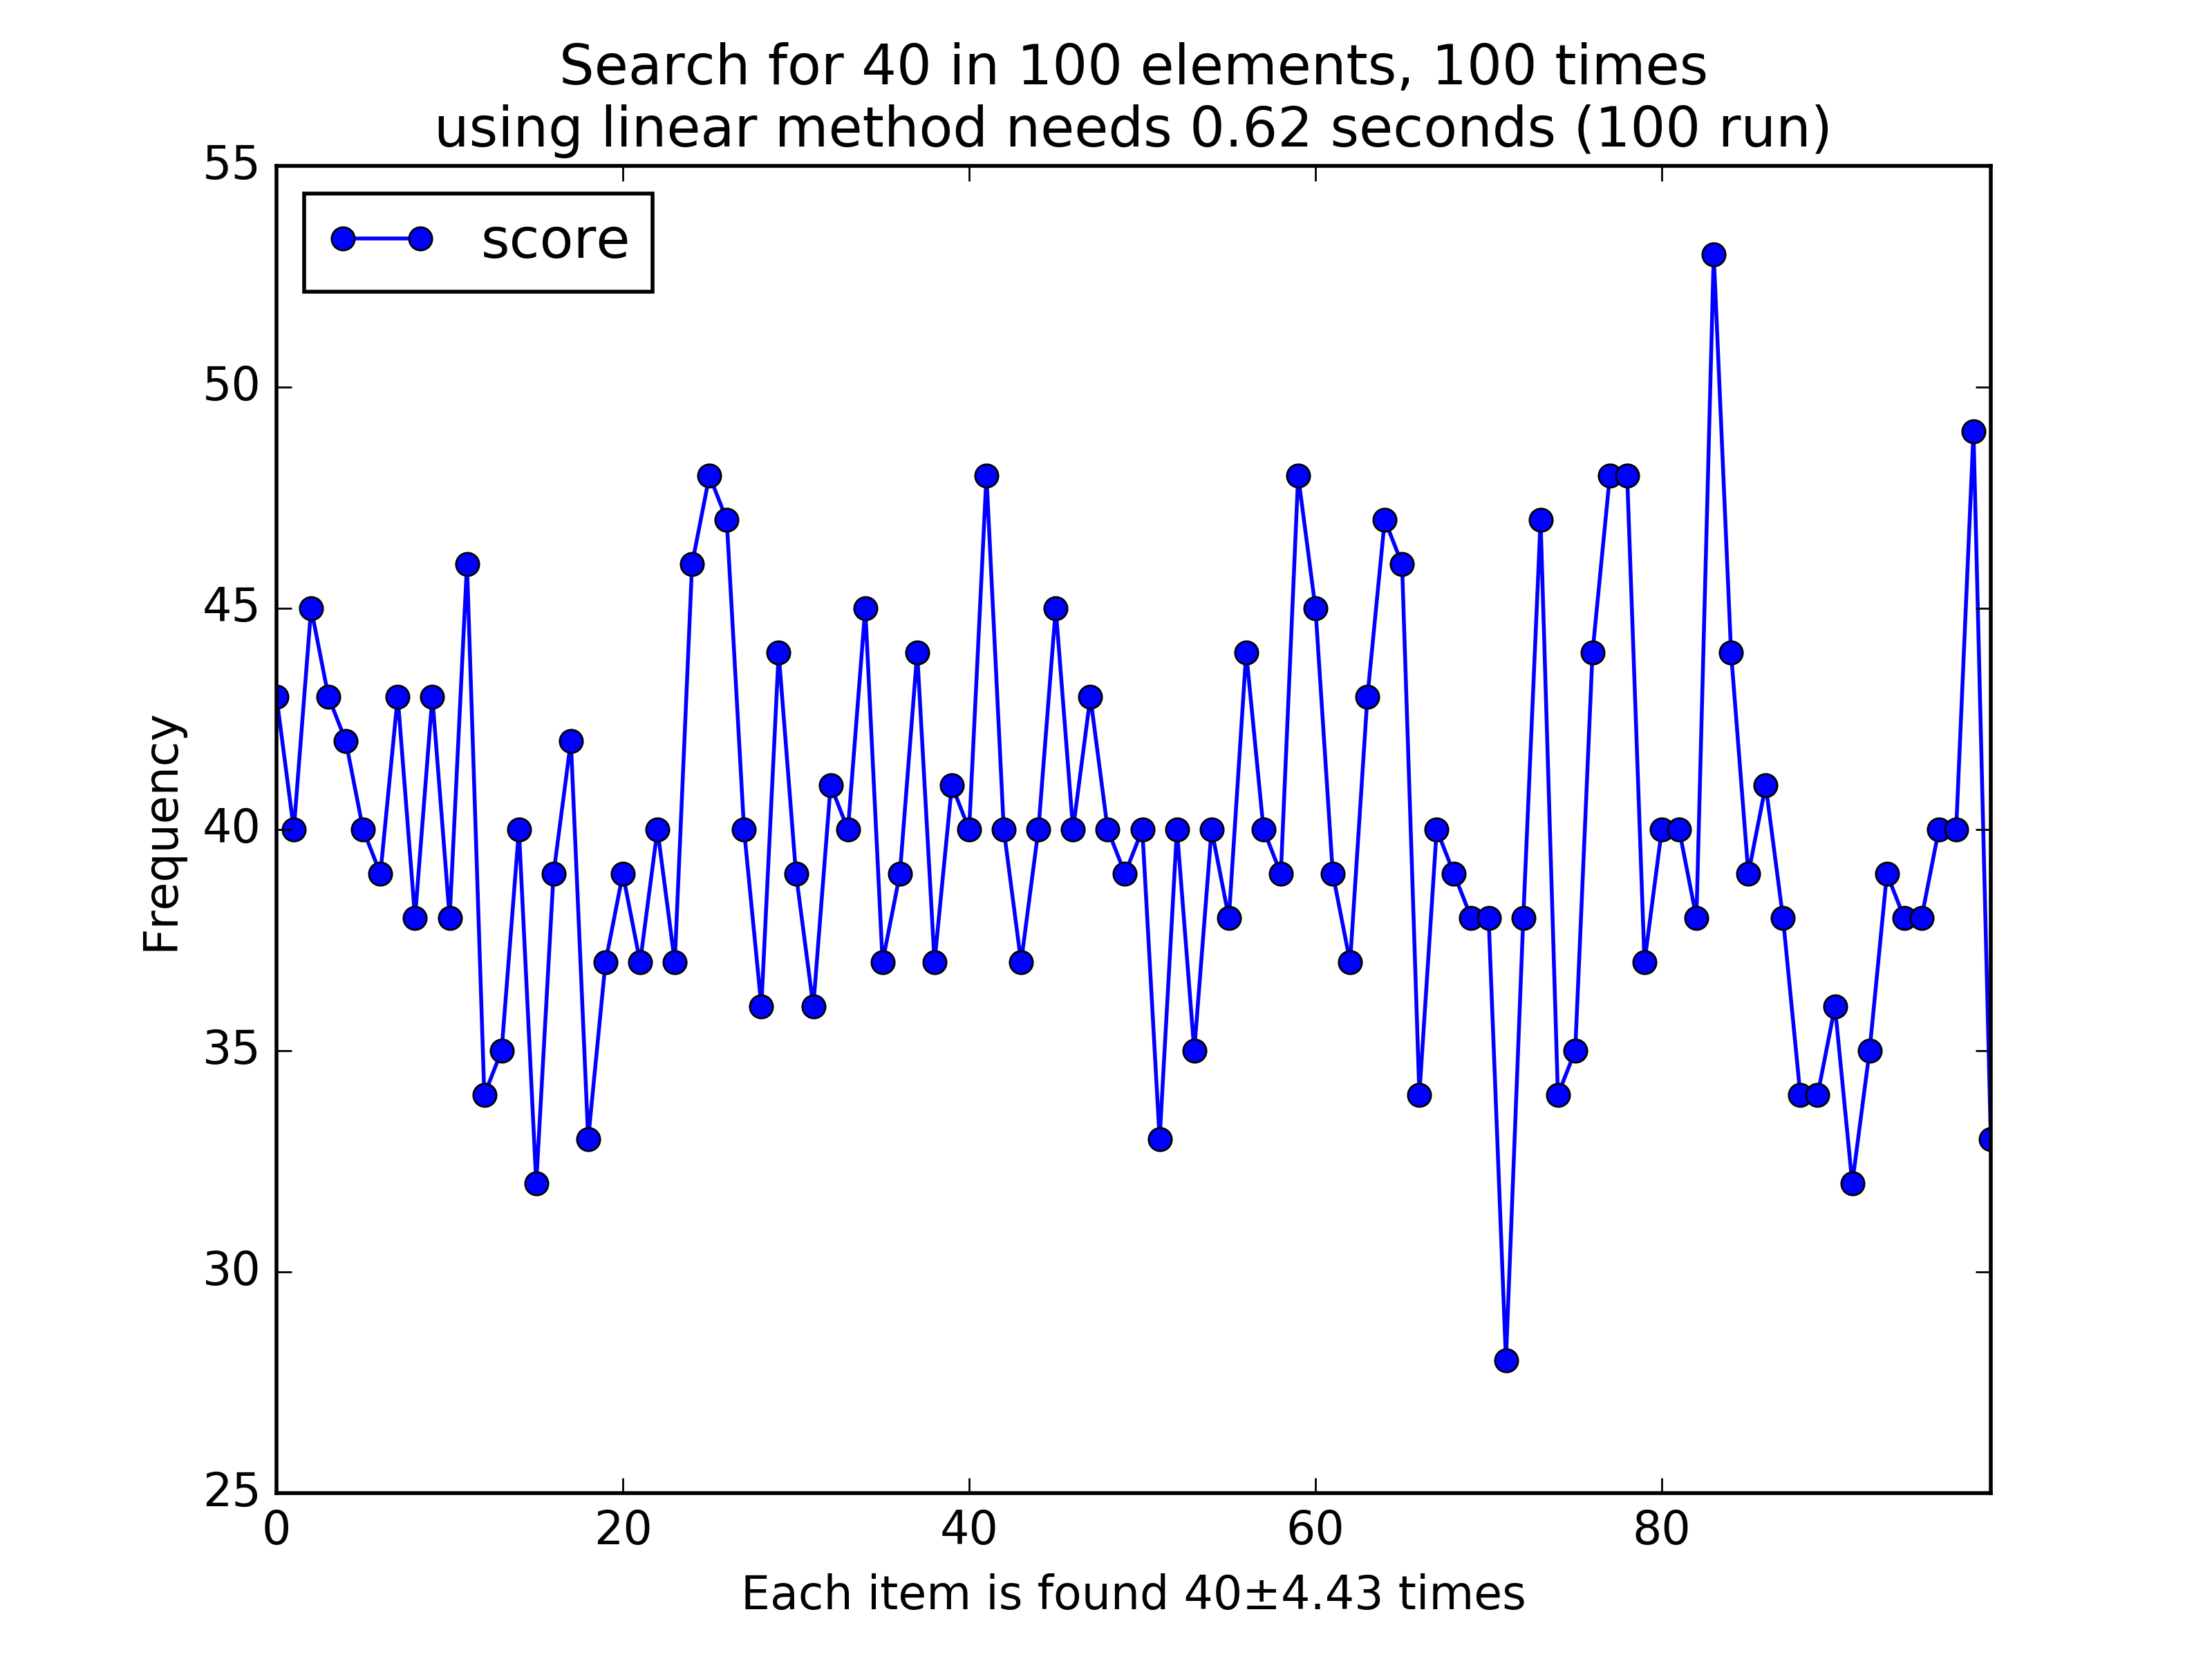 Search for 40 in 100 elements, 100 times
using linear method needs 0.62 seconds (100 run)
55
score
50
45
40
35
30
25
Frequency
0 20 40 60 80
Each item is found 40±4.43 times